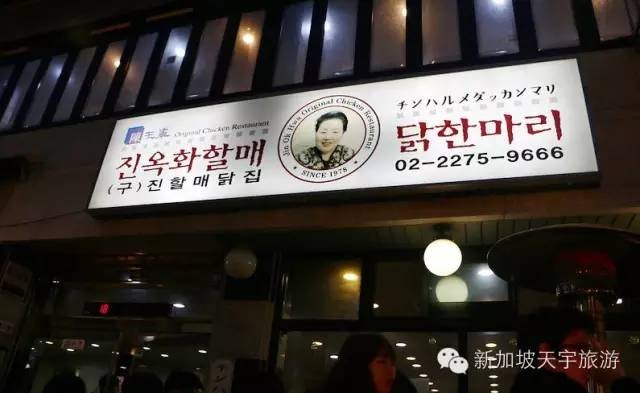 陳玉華 Original Chicken Restaurant
진옥화할매
(구)진할매닭집
Jin Ok Hwa Original Chicken Restaurant
SINCE 1978
チンハルメダッカンマリ
닭한마리
02-2275-9666
新加坡天宇旅游